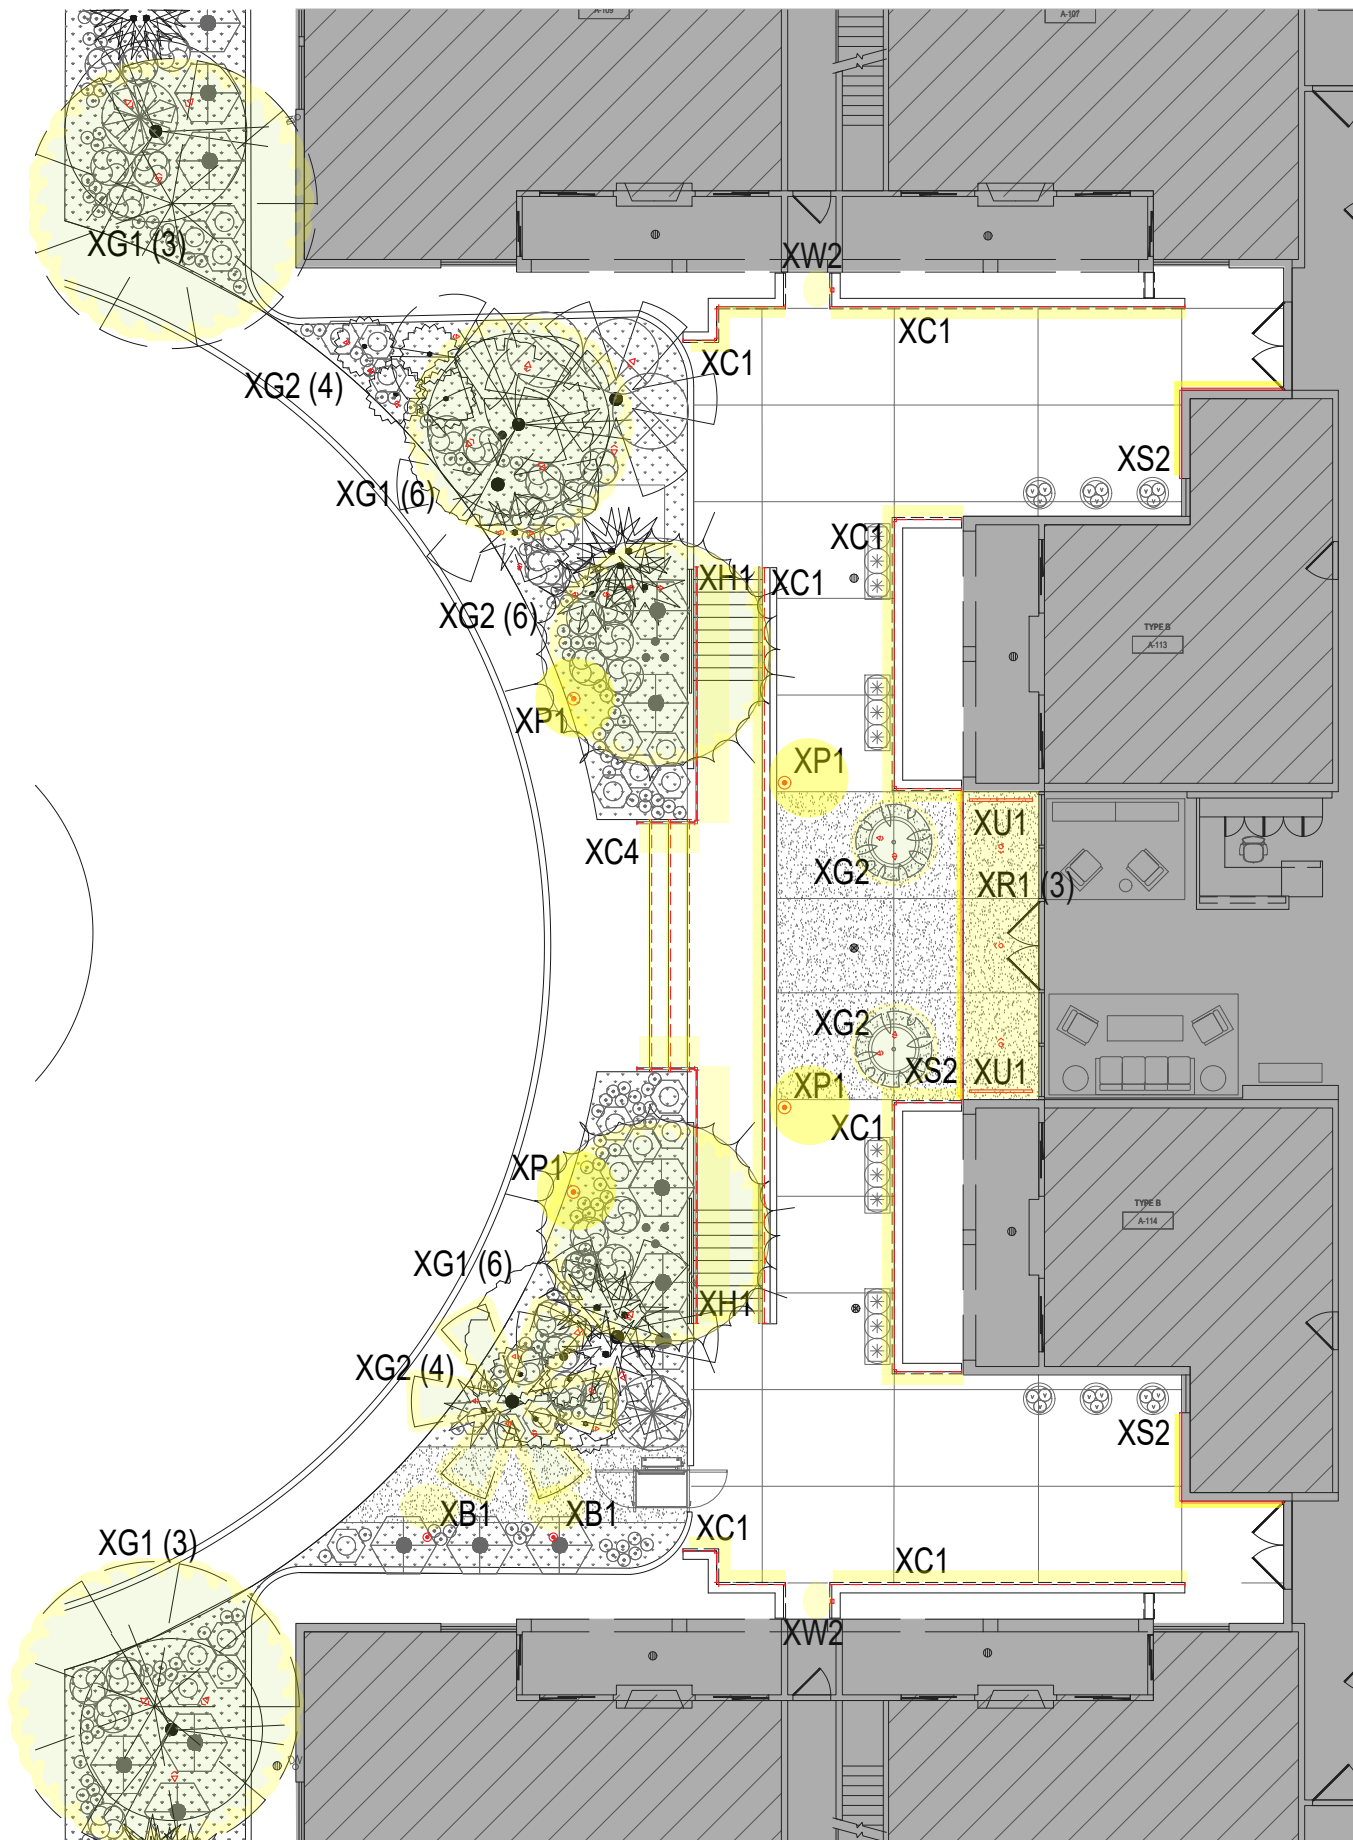 A-109
A-107
XG1 (3)
XW2
XC1
XC1
XG2 (4)
XS2
XG1 (6)
XC1
XH1
XC1
XG2 (6)
TYPE B
A-113
XP1
XP1
XU1
XC4
XG2
XR1 (3)
XG2
XS2
XU1
XP1
XC1
XP1
TYPE B
A-114
XG1 (6)
XH1
XG2 (4)
XS2
XB1
XB1
XC1
XG1 (3)
XC1
XW2